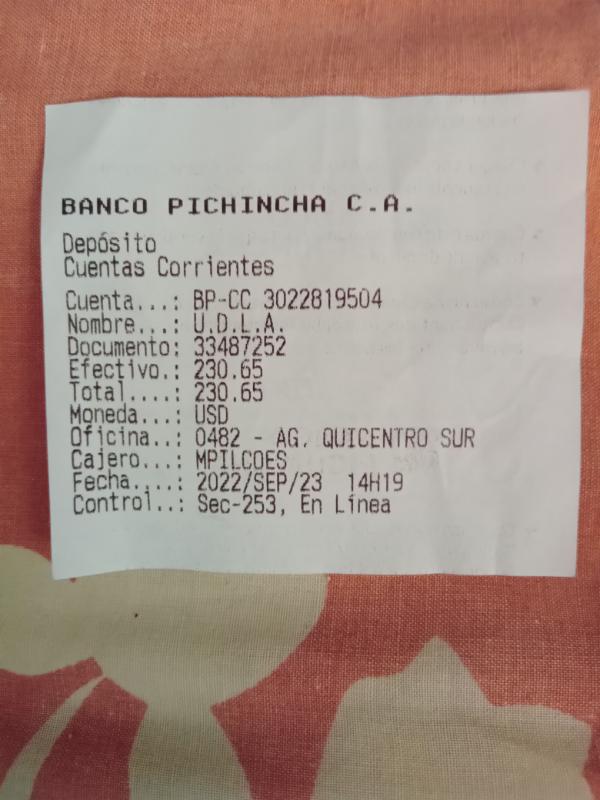 BANCO PICHINCHA C.A.
Depósito
Cuentas Corrientes
Cuenta...: BP-CC 3022819504
Nombre...: U.D.L.A.
Documento: 33487252
Efectivo.: 230.65
Total....: 230.65
Moneda...: USD
Oficina..: 0482 - AG. QUICENTRO SUR
Cajero...: MPILCOES
Fecha....: 2022/SEP/23 14H19
Control..: Sec-253, En Línea